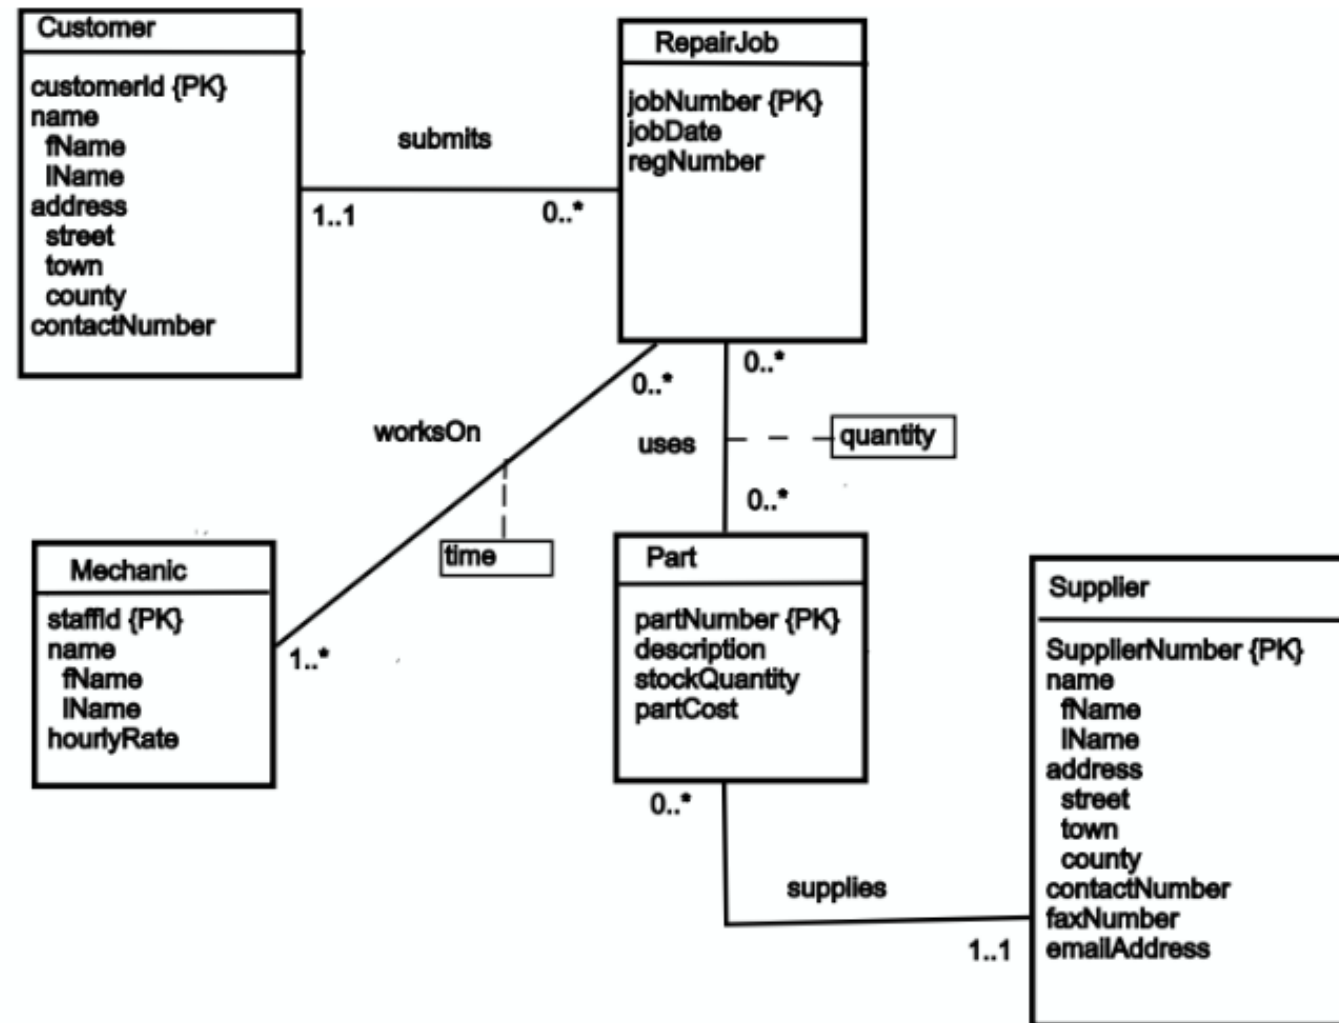 Customer
customerId {PK}
name
fName
lName
address
street
town
county
contactNumber
submits
1..1
0..*
RepairJob
jobNumber {PK}
jobDate
regNumber
0..*
0..*
worksOn
uses
quantity
0..*
time
Mechanic
staffId {PK}
name
fName
lName
hourlyRate
1..*
Part
partNumber {PK}
description
stockQuantity
partCost
0..*
supplies
1..1
Supplier
SupplierNumber {PK}
name
fName
lName
address
street
town
county
contactNumber
faxNumber
emailAddress